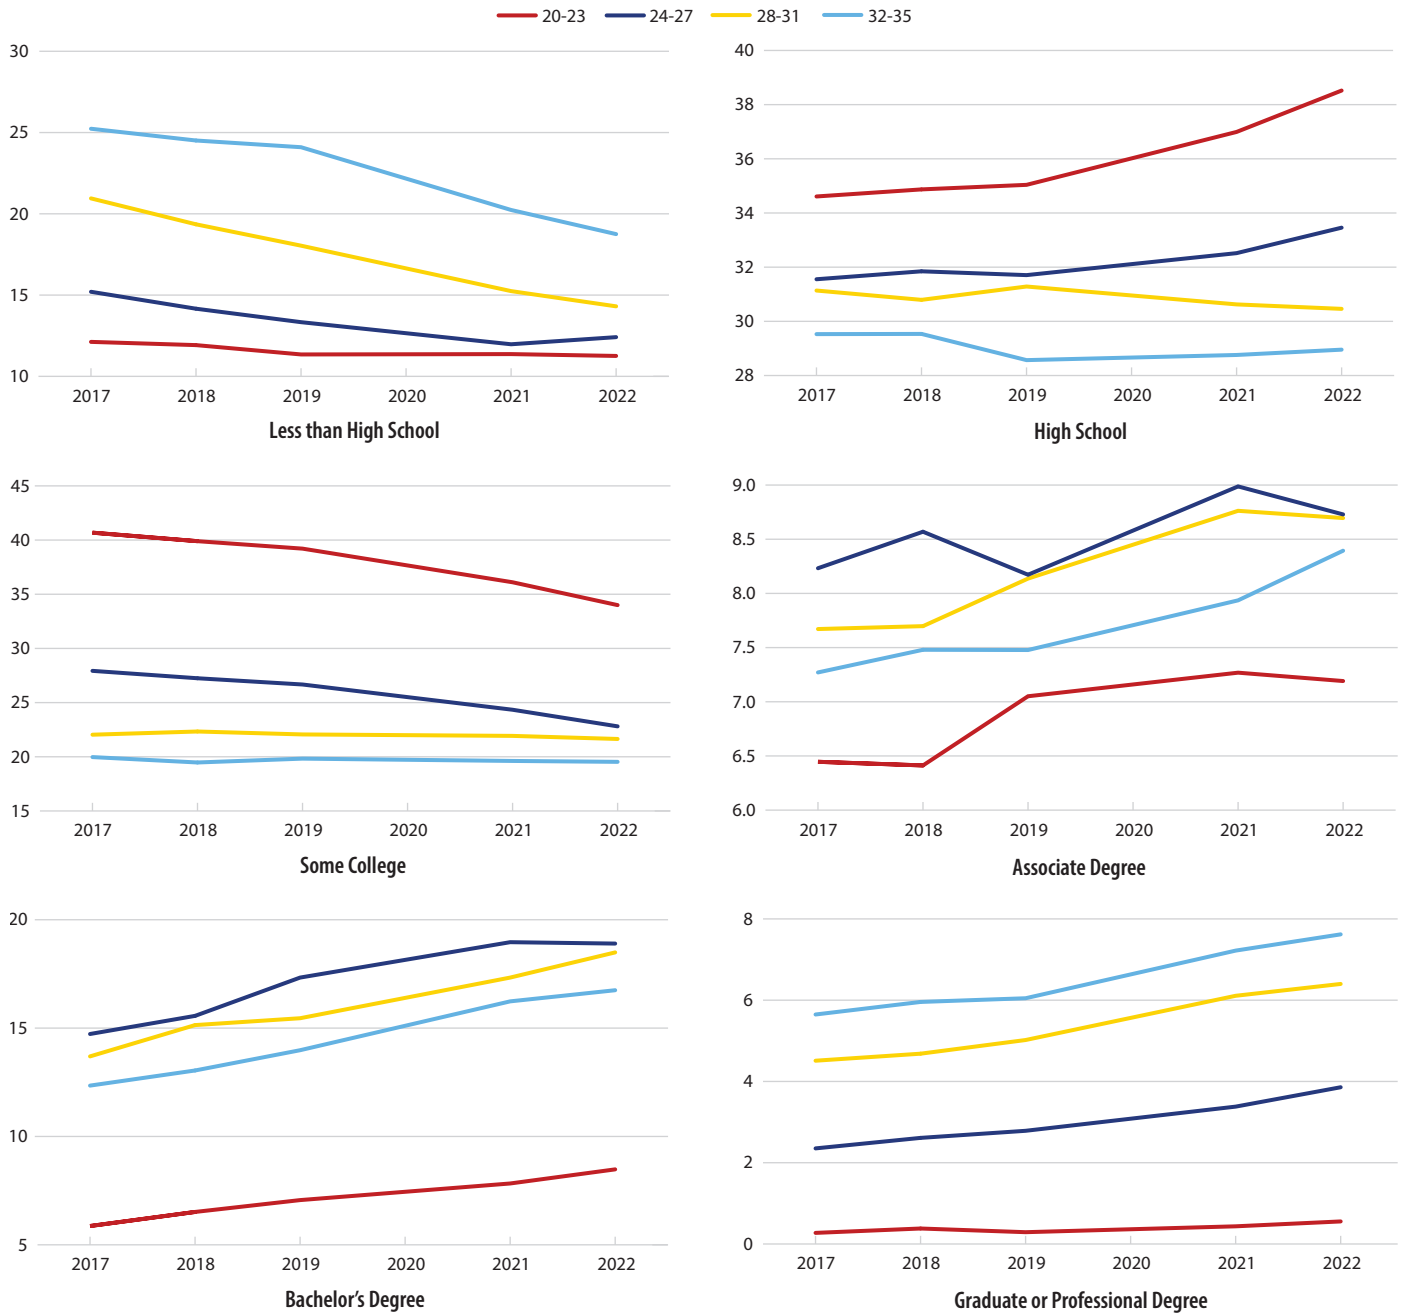 20-23 24-27 28-31 32-35
30
25
20
15
10
2017 2018 2019 2020 2021 2022
Less than High School
40
38
36
34
32
30
28
2017 2018 2019 2020 2021 2022
High School
45
40
35
30
25
20
15
2017 2018 2019 2020 2021 2022
Some College
9.0
8.5
8.0
7.5
7.0
6.5
6.0
2017 2018 2019 2020 2021 2022
Associate Degree
20
15
10
5
2017 2018 2019 2020 2021 2022
Bachelor's Degree
8
6
4
2
0
2017 2018 2019 2020 2021 2022
Graduate or Professional Degree